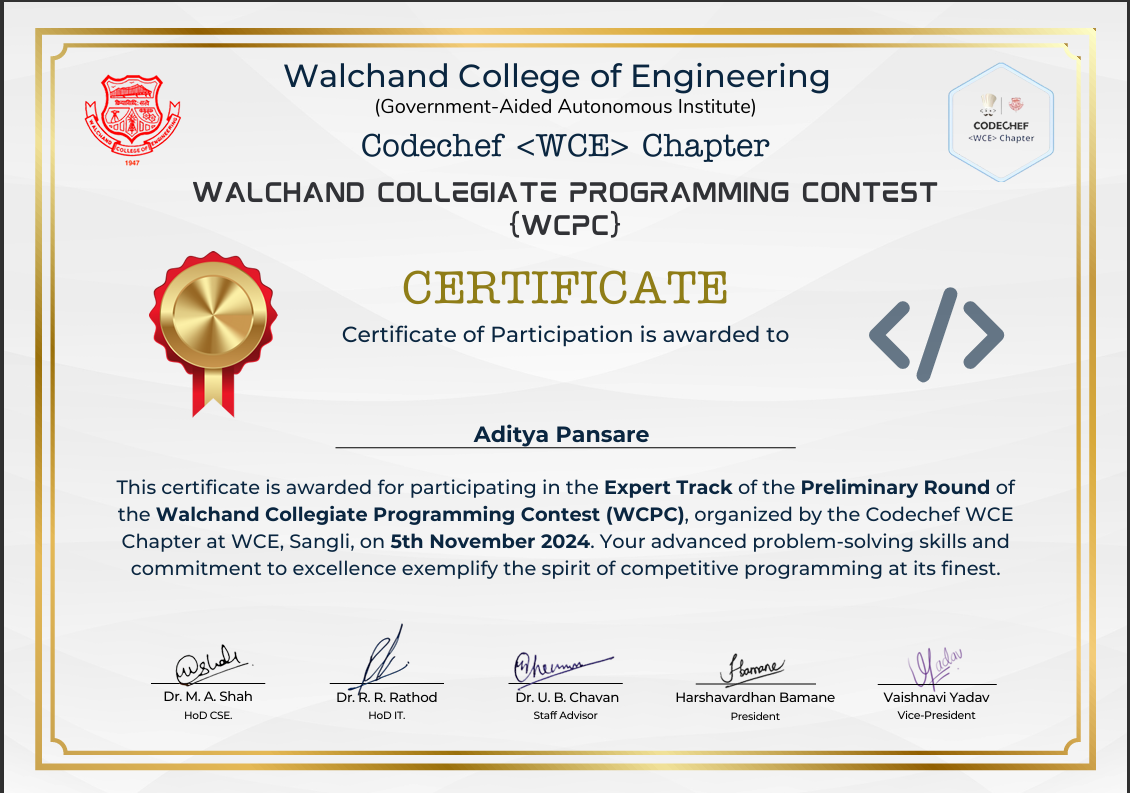 Walchand College of Engineering
(Government-Aided Autonomous Institute)
Codechef <WCE> Chapter
WALCHAND COLLEGIATE PROGRAMMING CONTEST
{WCPC}
WALCHAND COLLEGE OF ENGINEERING
1947
CODECHEF
<WCE> Chapter
CERTIFICATE
Certificate of Participation is awarded to
</>
Aditya Pansare
This certificate is awarded for participating in the Expert Track of the Preliminary Round of
the Walchand Collegiate Programming Contest (WCPC), organized by the Codechef WCE
Chapter at WCE, Sangli, on 5th November 2024. Your advanced problem-solving skills and
commitment to excellence exemplify the spirit of competitive programming at its finest.
Dr. M. A. Shah
HoD CSE.
Dr. R. R. Rathod
HoD IT.
Dr. U. B. Chavan
Staff Advisor
Harshavardhan Bamane
President
Vaishnavi Yadav
Vice-President